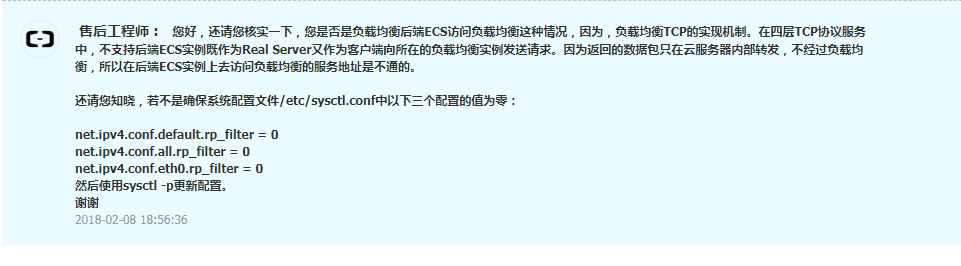 售后工程师： 您好，还请您核实一下，您是否是负载均衡后端ECS访问负载均衡这种情况，因为，负载均衡TCP的实现机制。在四层TCP协议服务
中，不支持后端ECS实例既作为Real Server又作为客户端向所在的负载均衡实例发送请求。因为返回的数据包只在云服务器内部转发，不经过负载均
衡，所以在后端ECS实例上去访问负载均衡的服务地址是不通的。
还请您知晓，若不是确保系统配置文件/etc/sysctl.conf中以下三个配置的值为零：
net.ipv4.conf.default.rp_filter = 0
net.ipv4.conf.all.rp_filter = 0
net.ipv4.conf.eth0.rp_filter = 0
然后使用sysctl -p更新配置。
谢谢
2018-02-08 18:56:36